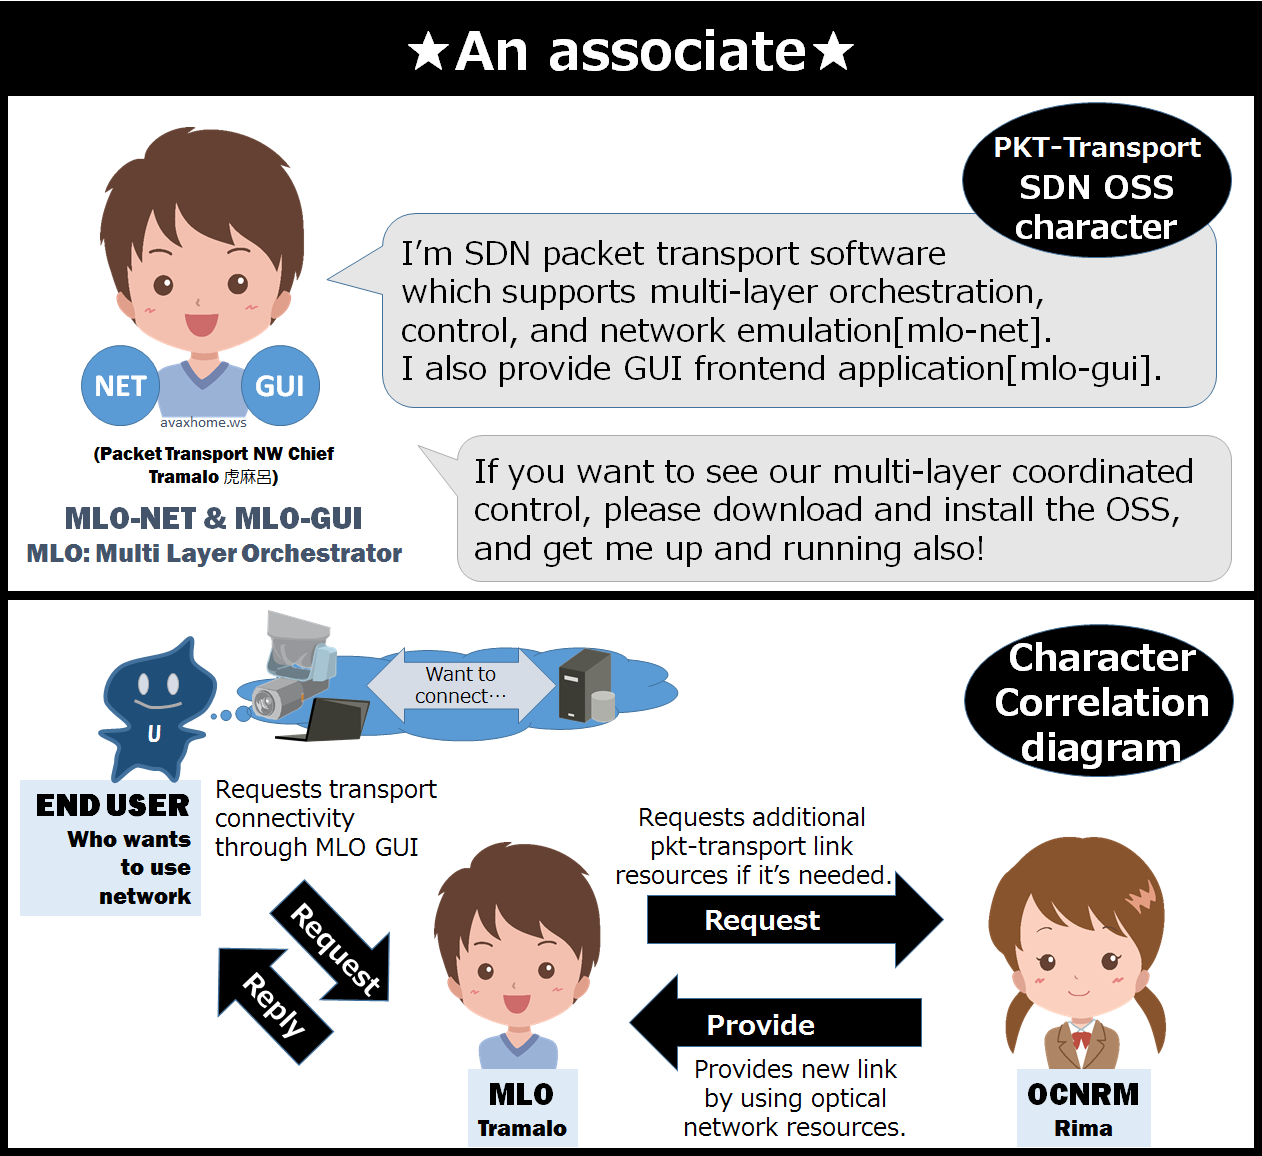 ★An associate★
PKT-Transport
SDN OSS
character
I’m SDN packet transport software
which supports multi-layer orchestration,
control, and network emulation[mlo-net].
I also provide GUI frontend application[mlo-gui].
NET
GUI
avaxhome.ws
(Packet Transport NW Chief
Tramalo 虎麻呂)
MLO-NET & MLO-GUI
MLO: Multi Layer Orchestrator
If you want to see our multi-layer coordinated
control, please download and install the OSS,
and get me up and running also!
Character
Correlation
diagram
Want to
connect…
U
END USER
Who wants
to use
network
Requests transport
connectivity
through MLO GUI
Request
Reply
Requests additional
pkt-transport link
resources if it’s needed.
Request
Provide
Provides new link
by using optical
network resources.
MLO
Tramalo
OCNRM
Rima